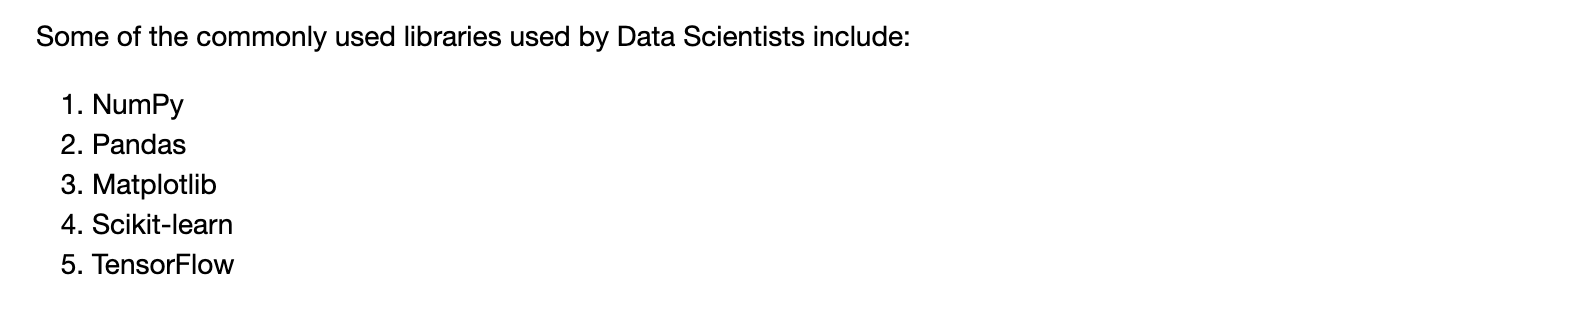 Some of the commonly used libraries used by Data Scientists include:
1. NumPy
2. Pandas
3. Matplotlib
4. Scikit-learn
5. TensorFlow